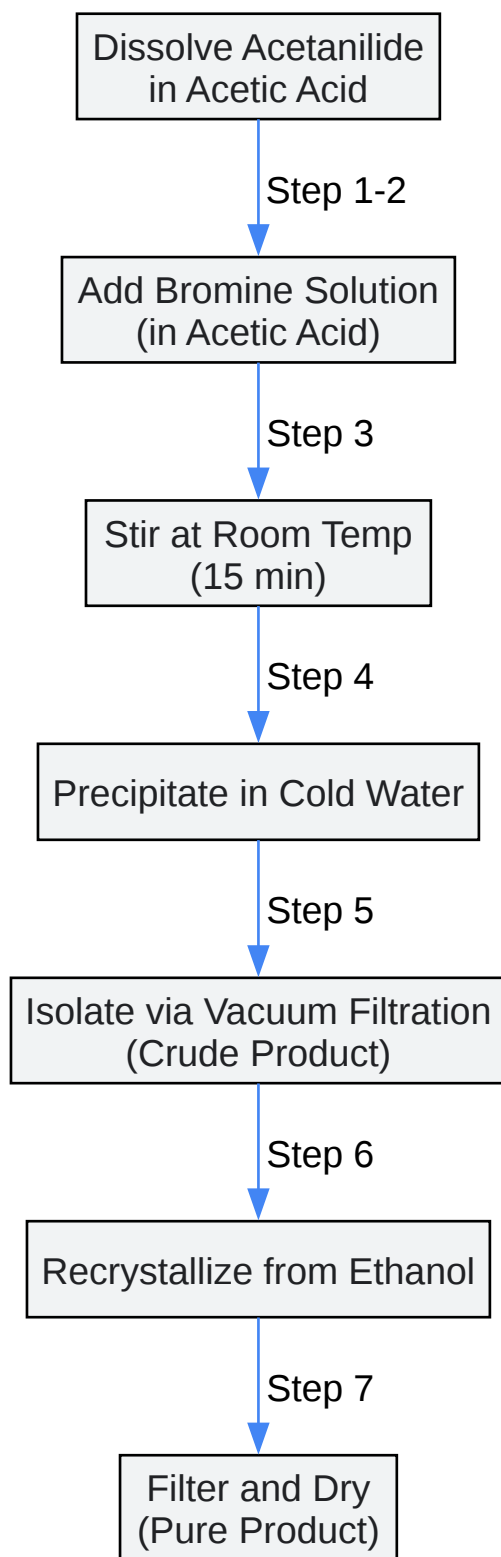 Dissolve Acetanilide
in Acetic Acid
Step 1-2
Add Bromine Solution
(in Acetic Acid)
Step 3
Stir at Room Temp
(15 min)
Step 4
Precipitate in Cold Water
Step 5
Isolate via Vacuum Filtration
(Crude Product)
Step 6
Recrystallize from Ethanol
Step 7
Filter and Dry
(Pure Product)